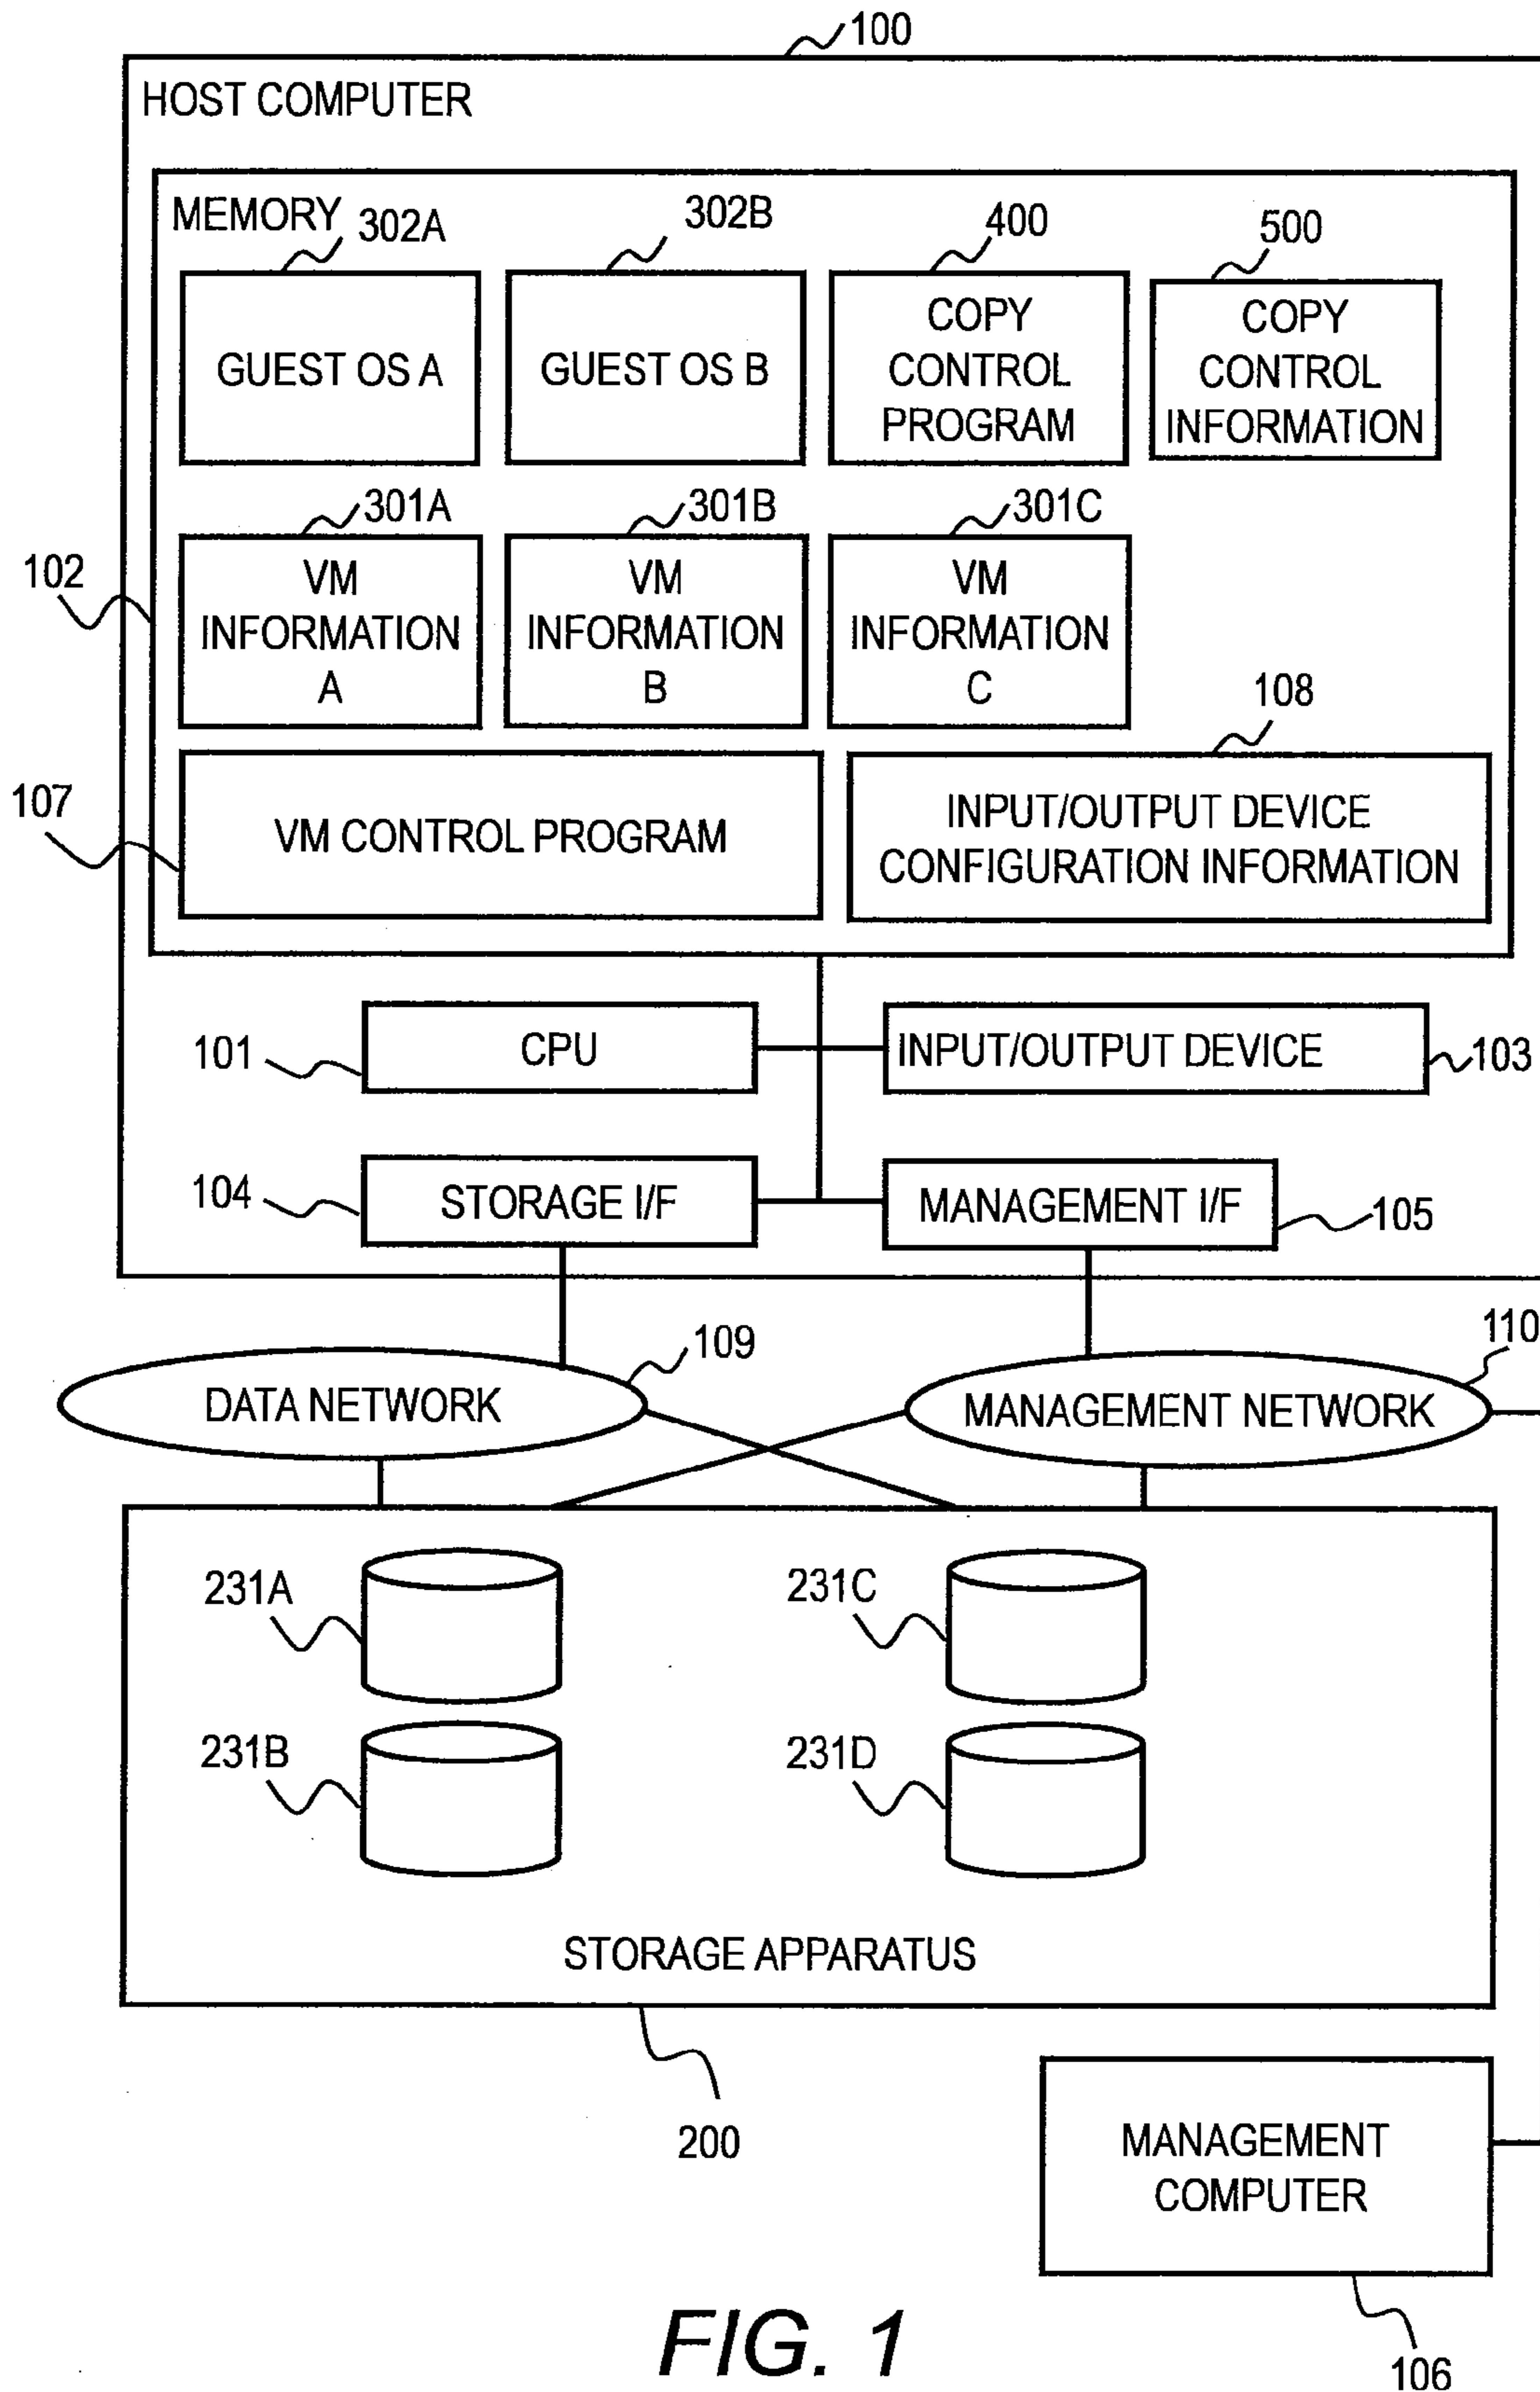 100
HOST COMPUTER
MEMORY
302A
302B
400
500
GUEST OS A
GUEST OS B
COPY
CONTROL
PROGRAM
COPY
CONTROL
INFORMATION
301A
301B
301C
102
VM
INFORMATION
A
VM
INFORMATION
B
VM
INFORMATION
C
108
107
VM CONTROL PROGRAM
INPUT/OUTPUT DEVICE
CONFIGURATION INFORMATION
101
CPU
INPUT/OUTPUT DEVICE
103
104
STORAGE I/F
MANAGEMENT I/F
105
109
110
DATA NETWORK
MANAGEMENT NETWORK
231A
231C
231B
231D
STORAGE APPARATUS
200
MANAGEMENT
COMPUTER
106
FIG. 1